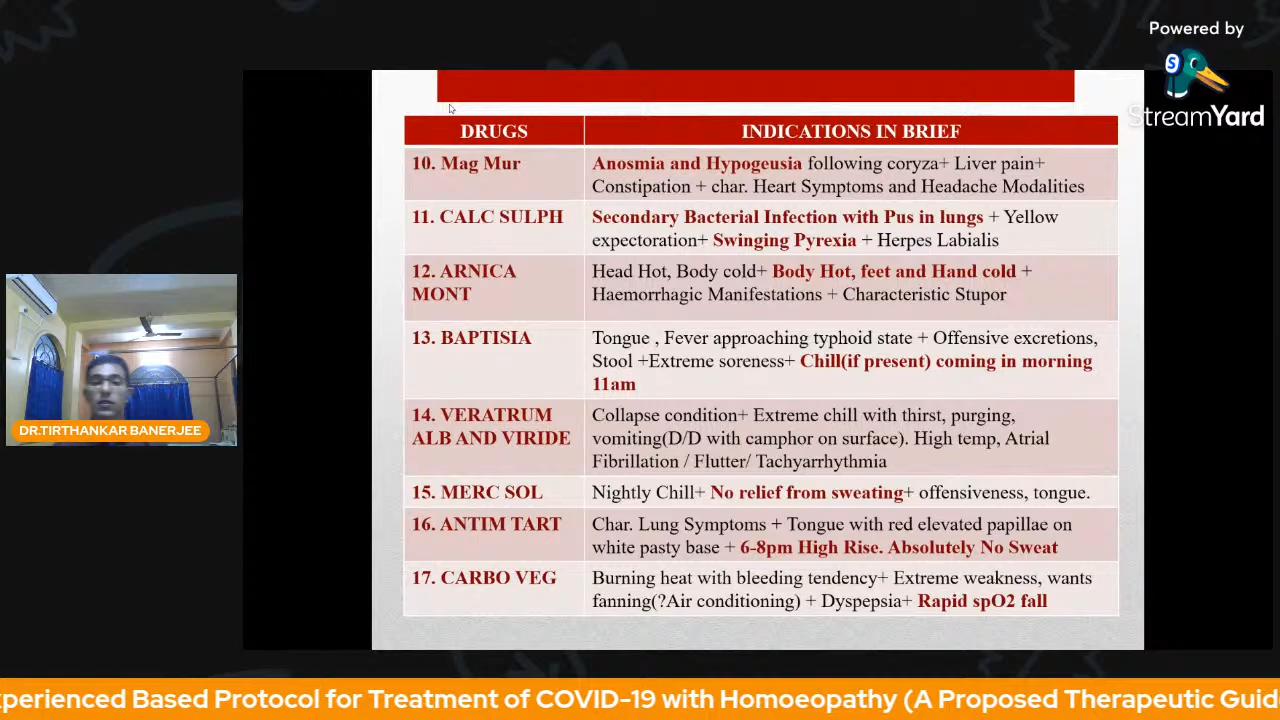 Powered by
StreamYard
DRUGS INDICATIONS IN BRIEF
10. Mag Mur Anosmia and Hypogeusia following coryza+ Liver pain+
Constipation + char. Heart Symptoms and Headache Modalities
11. CALC SULPH Secondary Bacterial Infection with Pus in lungs + Yellow
expectoration+ Swinging Pyrexia + Herpes Labialis
12. ARNICA Head Hot, Body cold+ Body Hot, feet and Hand cold +
MONT Haemorrhagic Manifestations + Characteristic Stupor
13. BAPTISIA Tongue , Fever approaching typhoid state + Offensive excretions,
Stool +Extreme soreness+ Chill(if present) coming in morning
11am
14. VERATRUM Collapse condition+ Extreme chill with thirst, purging,
ALB AND VIRIDE vomiting(D/D with camphor on surface). High temp, Atrial
Fibrillation / Flutter/ Tachyarrhythmia
15. MERC SOL Nightly Chill+ No relief from sweating+ offensiveness, tongue.
16. ANTIM TART Char. Lung Symptoms + Tongue with red elevated papillae on
white pasty base + 6-8pm High Rise. Absolutely No Sweat
17. CARBO VEG Burning heat with bleeding tendency+ Extreme weakness, wants
fanning(?Air conditioning) + Dyspepsia+ Rapid spO2 fall
DR.TIRTHANKAR BANERJEE
xperienced Based Protocol for Treatment of COVID-19 with Homoeopathy (A Proposed Therapeutic Guid